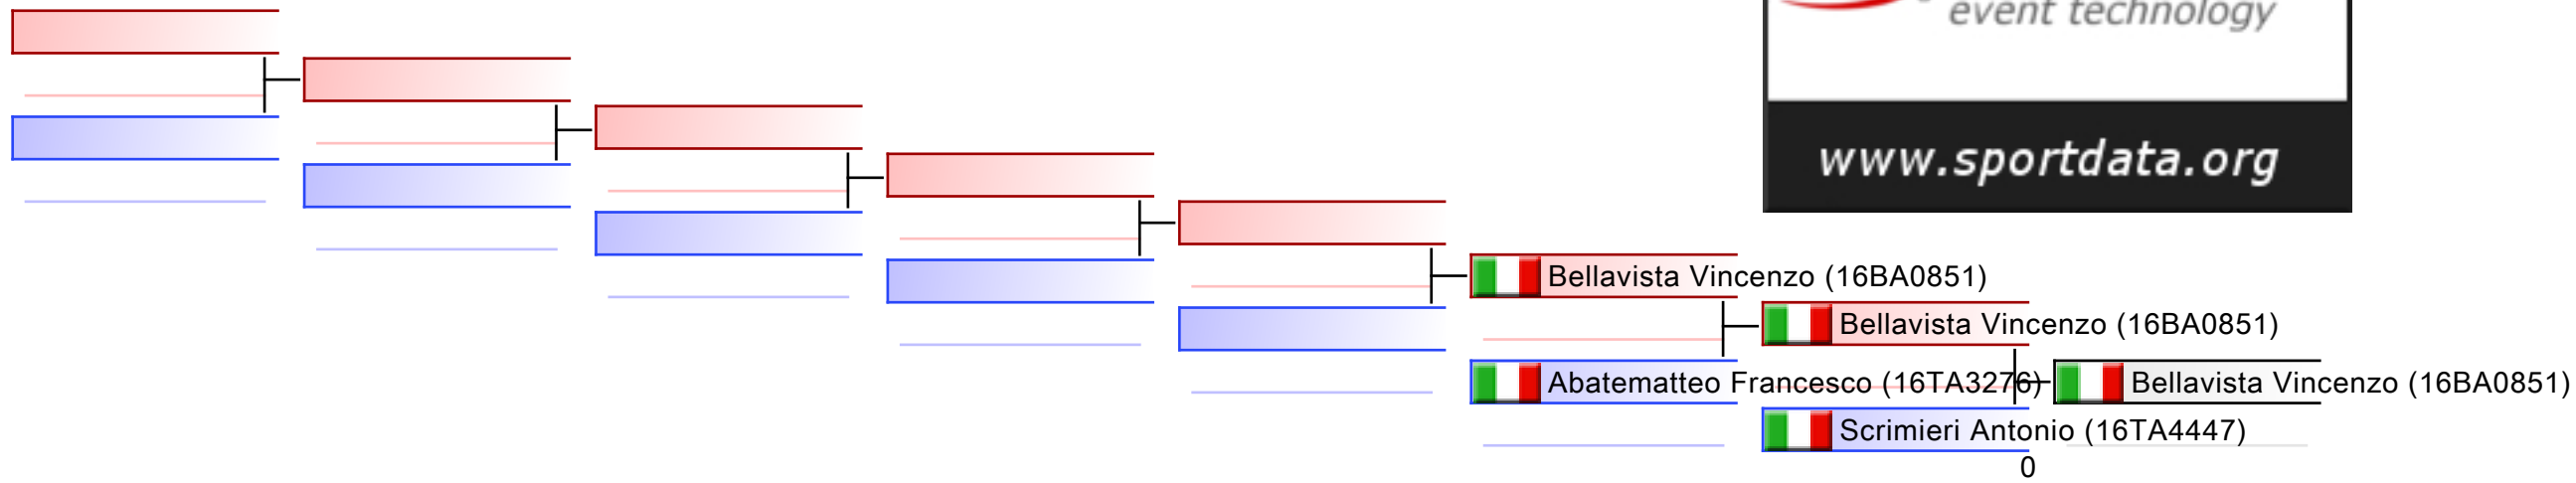 event technology
www.sportdata.org
Bellavista Vincenzo (16BA0851)
Bellavista Vincenzo (16BA0851)
Abatematteo Francesco (16TA3276)
Bellavista Vincenzo (16BA0851)
Scrimieri Antonio (16TA4447)
0